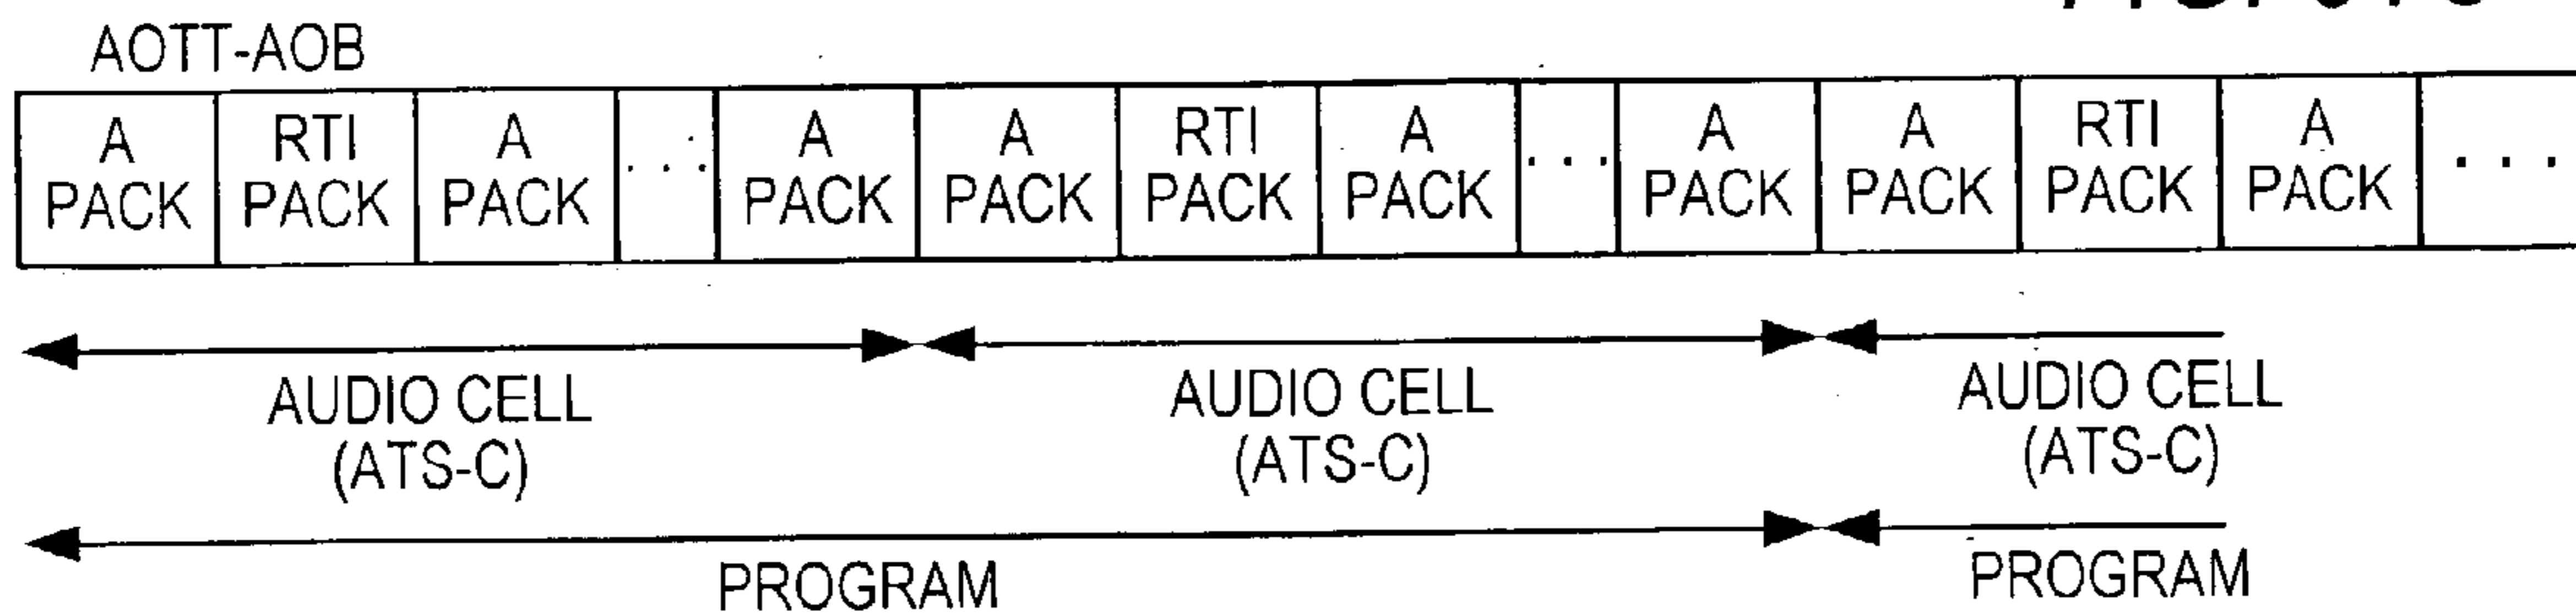 AOTT-AOB
A PACK RTI PACK A PACK ... A PACK A PACK RTI PACK A PACK ... A PACK A PACK RTI PACK A PACK ...
AUDIO CELL (ATS-C) AUDIO CELL (ATS-C) AUDIO CELL (ATS-C)
PROGRAM PROGRAM